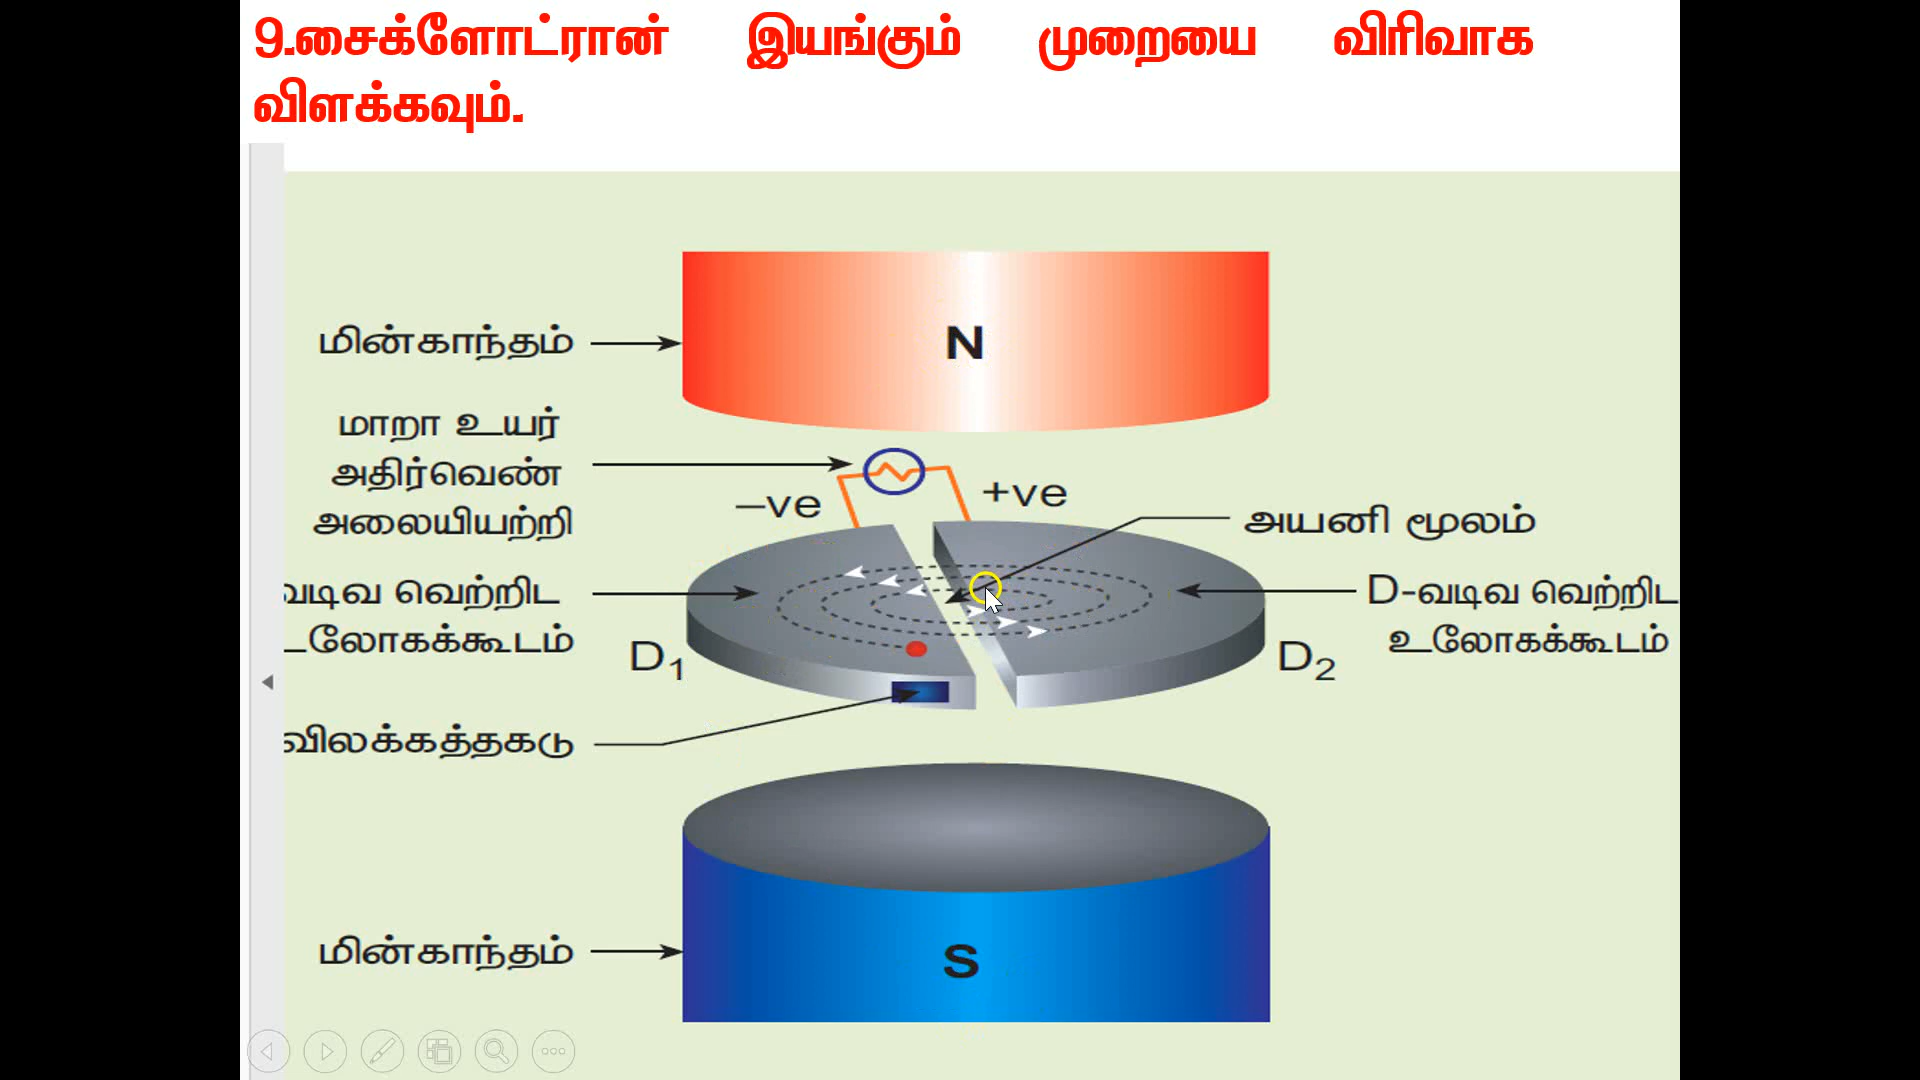 9.சைக்ளோட்ரான் இயங்கும் முறையை விரிவாக
விளக்கவும்.
மின்காந்தம்
N
மாறா உயர்
அதிர்வெண்
அலையியற்றி
–ve
+ve
அயனி மூலம்
வடிவ வெற்றிட
உலோகக்கூடம்
D1
D-வடிவ வெற்றிட
உலோகக்கூடம்
D2
விலக்கத்தகடு
மின்காந்தம்
S